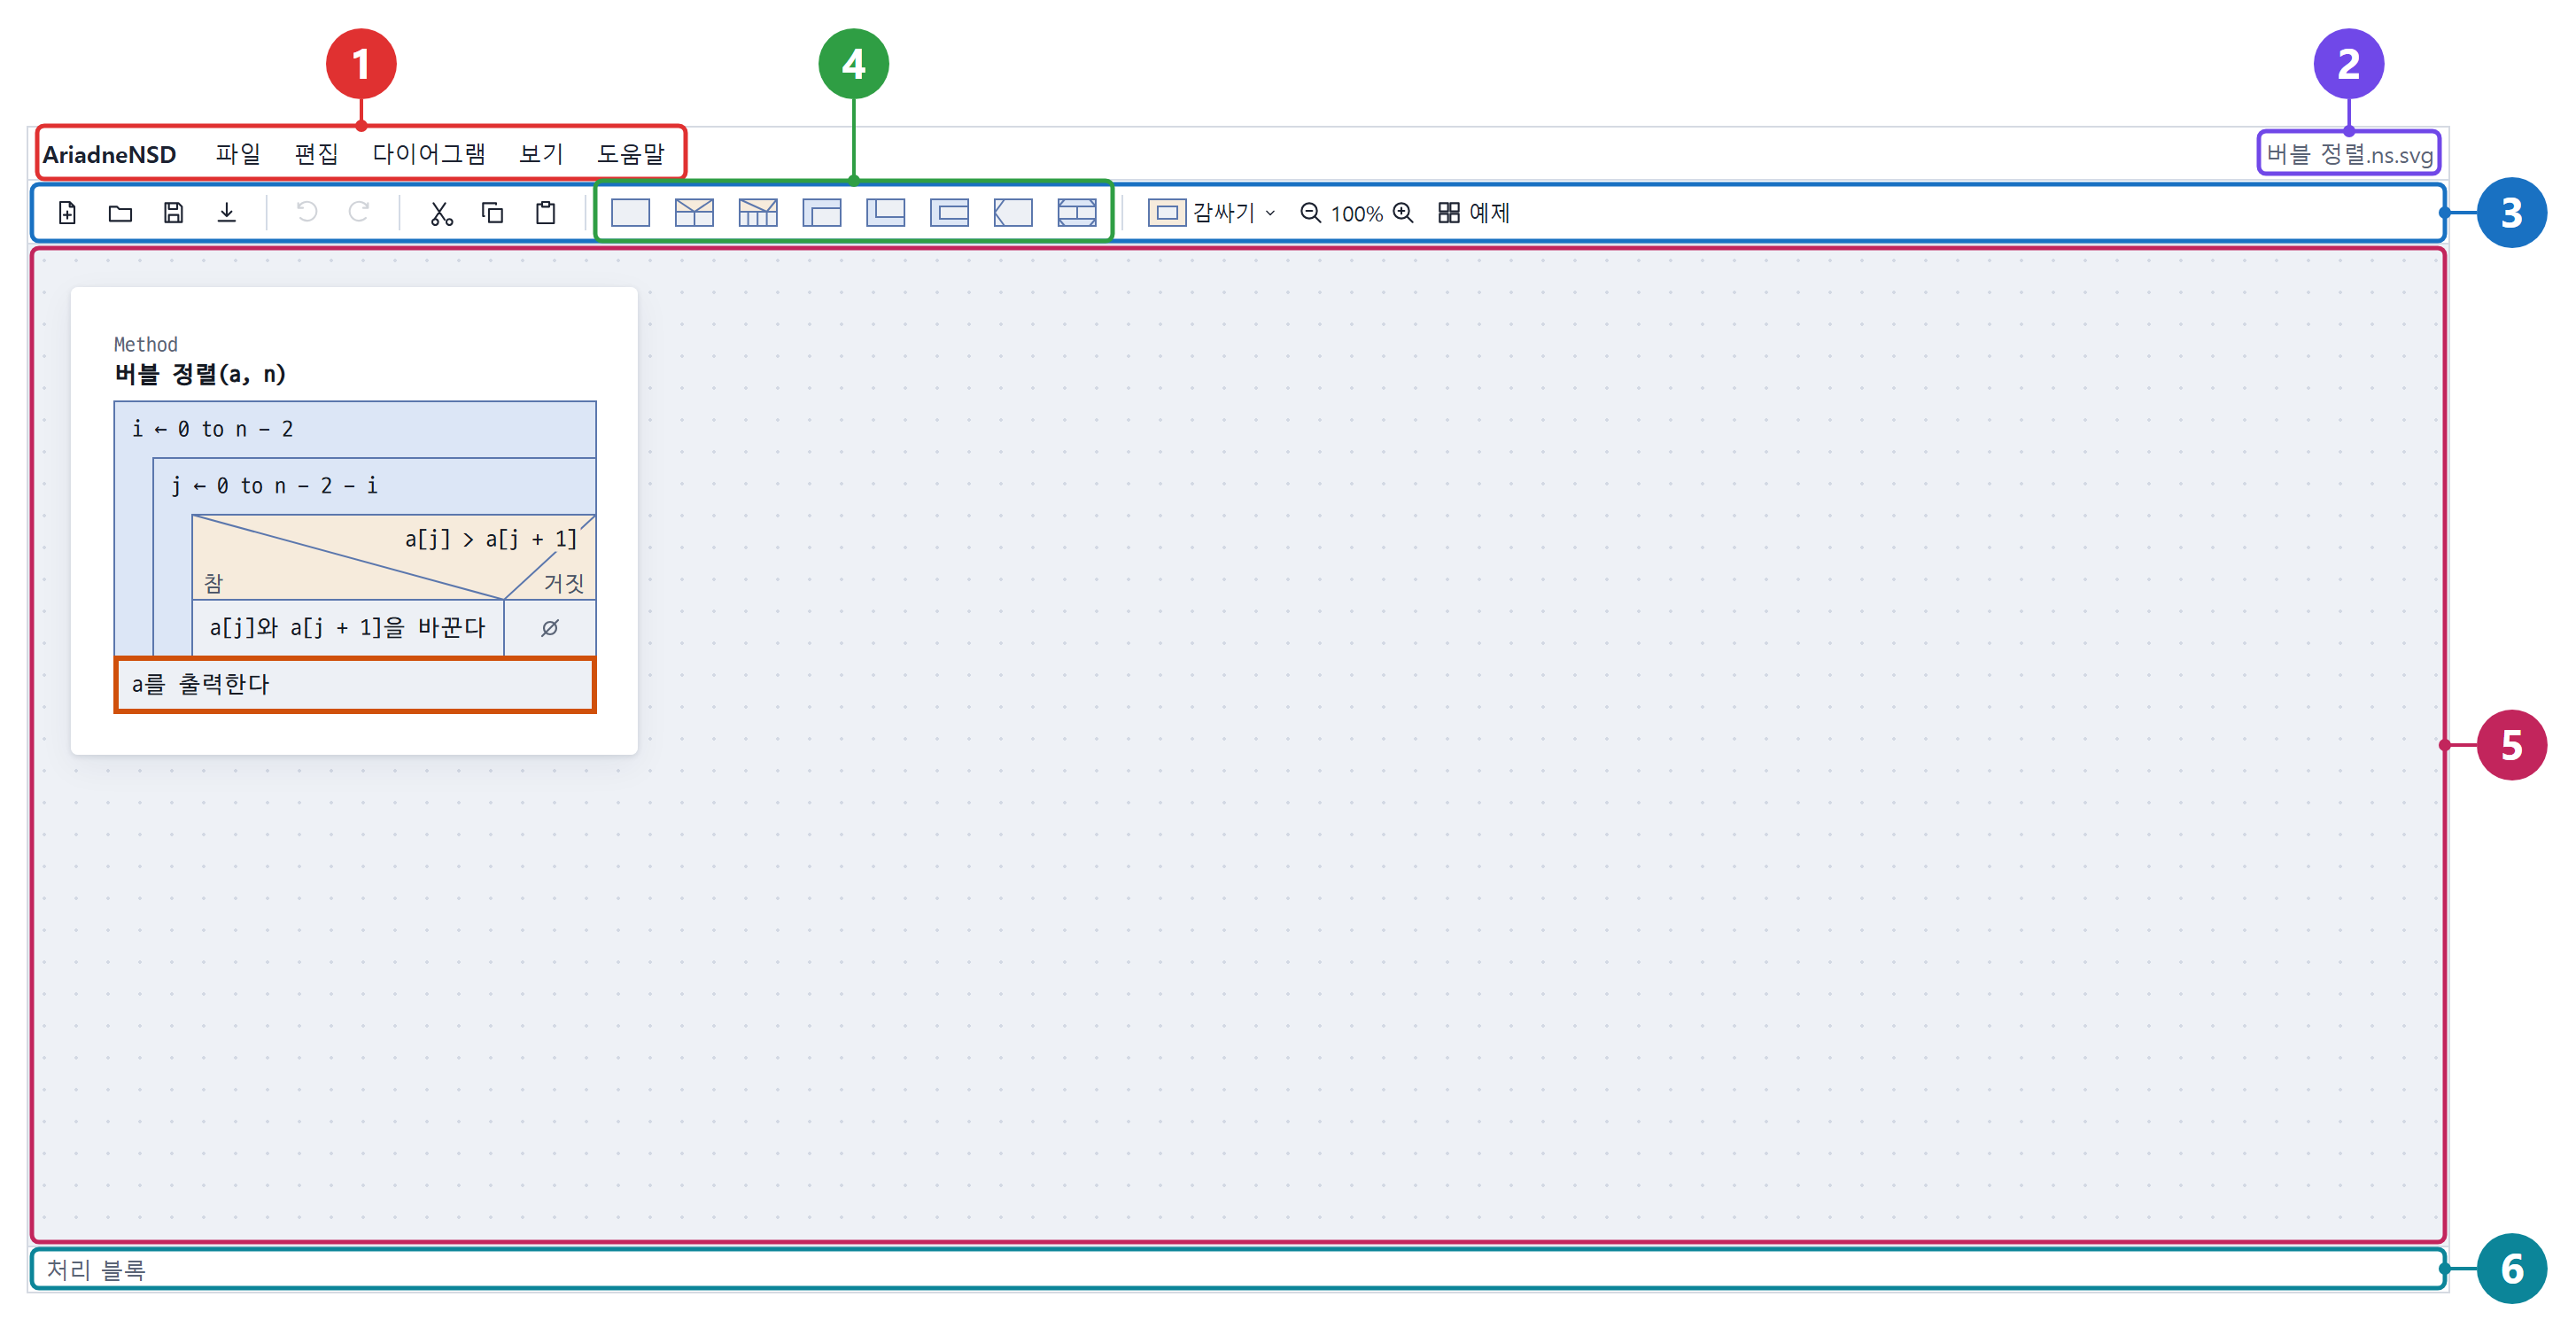 1
4
2
AriadneNSD 파일 편집 다이어그램 보기 도움말
버블 정렬.ns.svg
감싸기 100% 예제
3
Method
버블 정렬(a, n)
i ← 0 to n − 2
j ← 0 to n − 2 − i
a[j] > a[j + 1]
참 거짓
a[j]와 a[j + 1]을 바꾼다 ∅
a를 출력한다
5
처리 블록
6